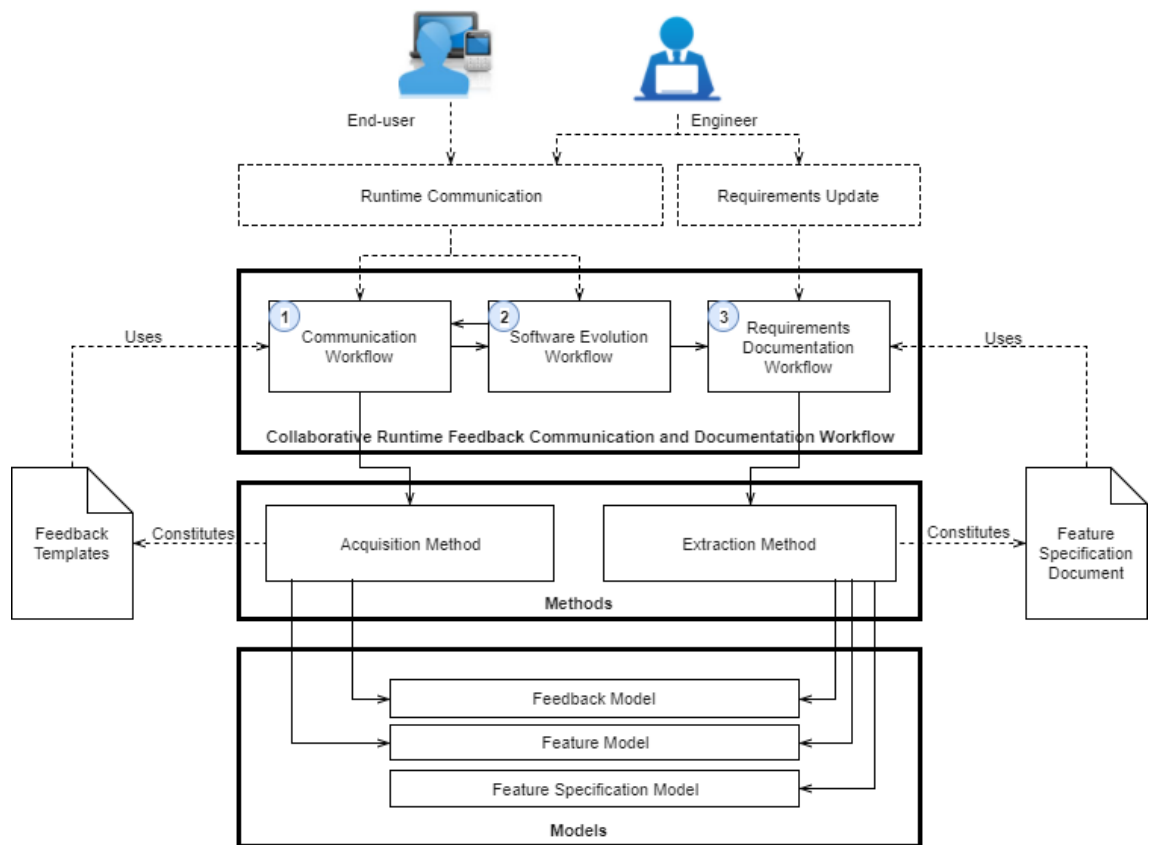 End-user
Engineer
Runtime Communication
Requirements Update
1
Communication
Workflow
2
Software Evolution
Workflow
3
Requirements
Documentation
Workflow
Uses
Uses
Collaborative Runtime Feedback Communication and Documentation Workflow
Feedback
Templates
Constitutes
Acquisition Method
Extraction Method
Constitutes
Feature
Specification
Document
Methods
Feedback Model
Feature Model
Feature Specification Model
Models